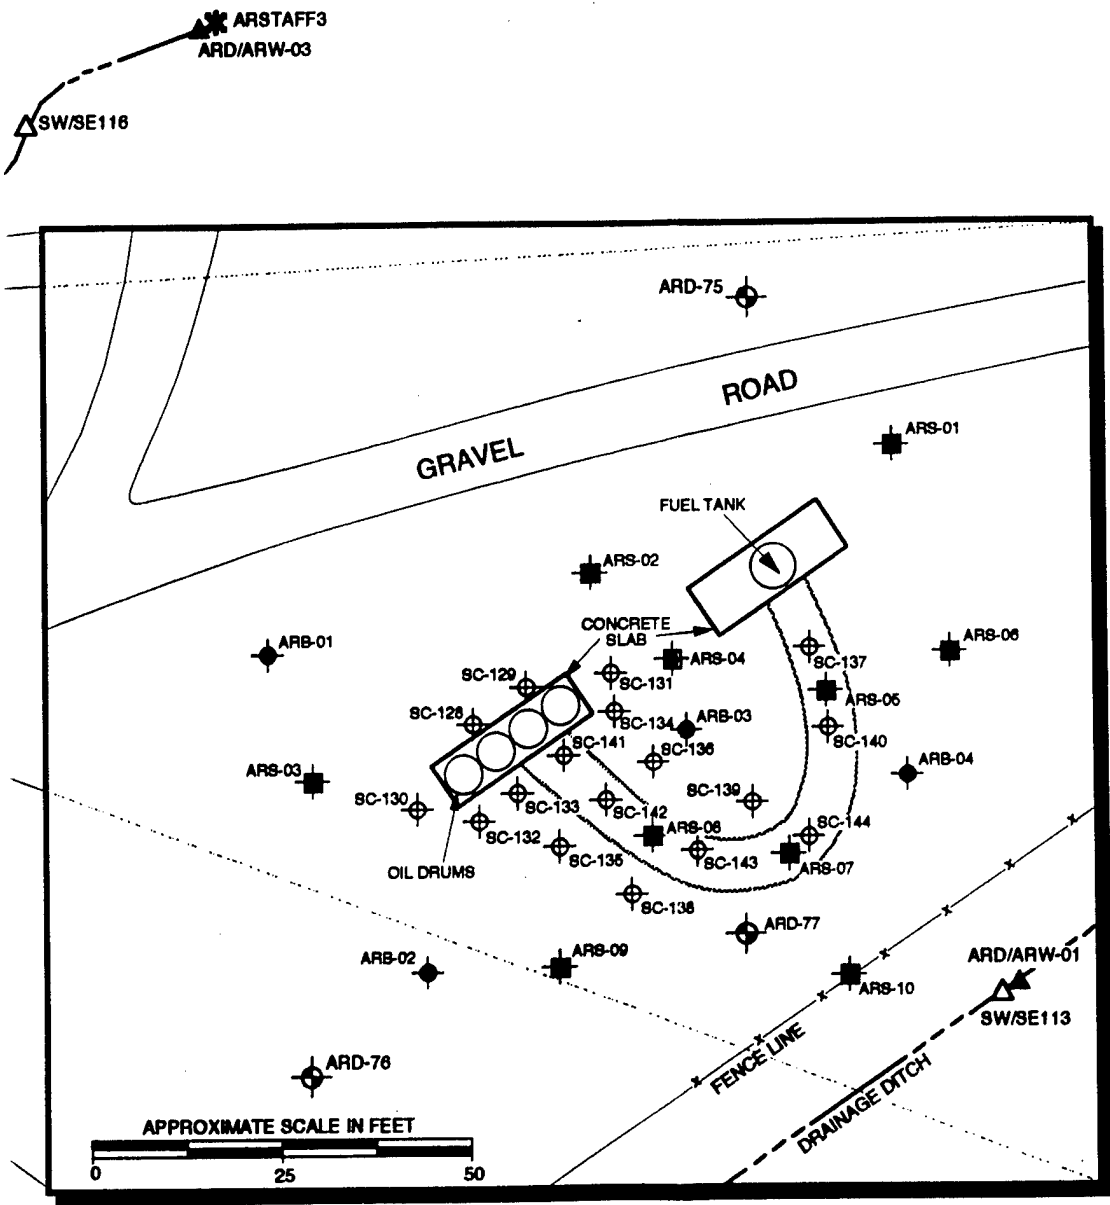 ARSTAFF3
ARD/ARW-03
SW/SE116
ARD-75
ROAD
GRAVEL
ARS-01
FUEL TANK
ARS-02
CONCRETE
SLAB
ARB-01
ARS-06
ARS-04
SC-137
SC-129
SC-131
ARS-05
SC-128
SC-134
ARB-03
SC-140
SC-141
SC-136
ARB-04
ARS-03
SC-130
SC-133
SC-142
SC-139
SC-144
ARS-08
SC-132
SC-135
SC-143
ARS-07
OIL DRUMS
SC-138
ARD-77
ARB-02
ARS-09
ARD/ARW-01
ARS-10
SW/SE113
FENCE LINE
ARD-76
DRAINAGE DITCH
APPROXIMATE SCALE IN FEET
0 25 50